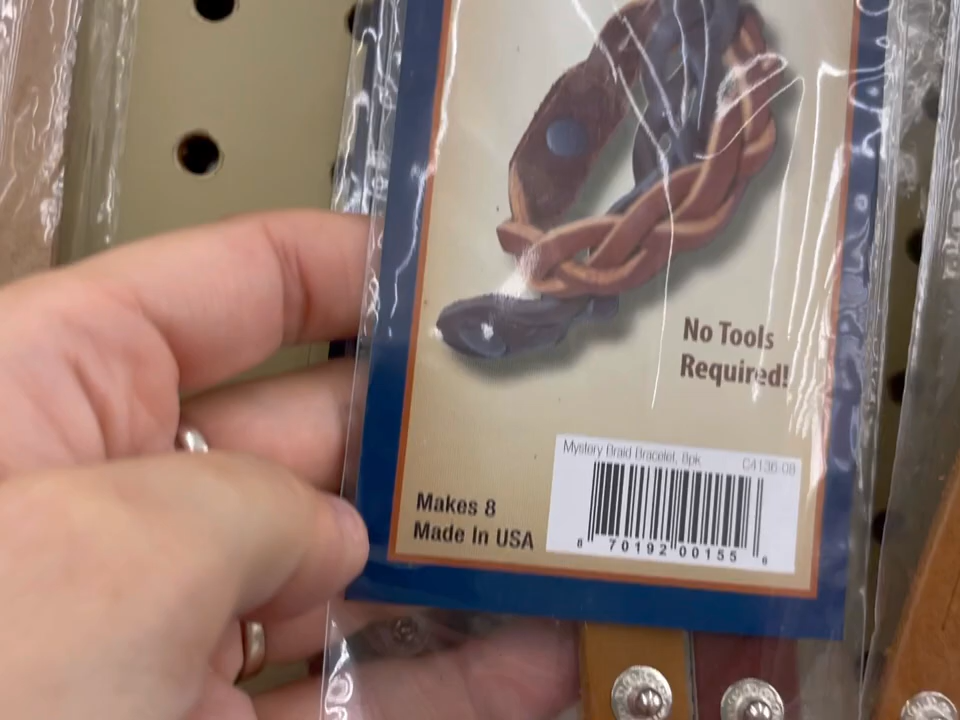 No Tools
Required!
Mystery Braid Bracelet, 8pk C4136-08
8 70192 00155 6
Makes 8
Made In USA